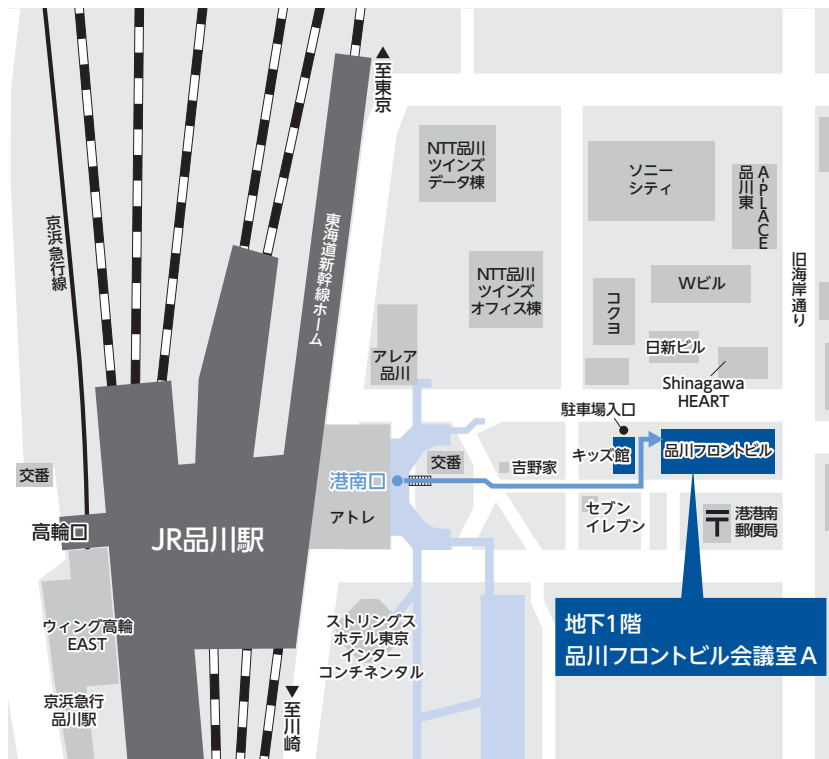 ▲至東京
NTT品川
ツインズ
データ棟
ソニー
シティ
A-PLACE
品川東
京浜急行線
東海道新幹線ホーム
NTT品川
ツインズ
オフィス棟
旧海岸通り
Wビル
コクヨ
日新ビル
アレア
品川
Shinagawa
HEART
駐車場入口
キッズ館
品川フロントビル
交番
吉野家
交番
港南口
アトレ
セブン
イレブン
〒
港港南
郵便局
高輪口
JR品川駅
ウィング高輪
EAST
ストリングス
ホテル東京
インター
コンチネンタル
地下1階
品川フロントビル会議室A
京浜急行
品川駅
▼至川崎